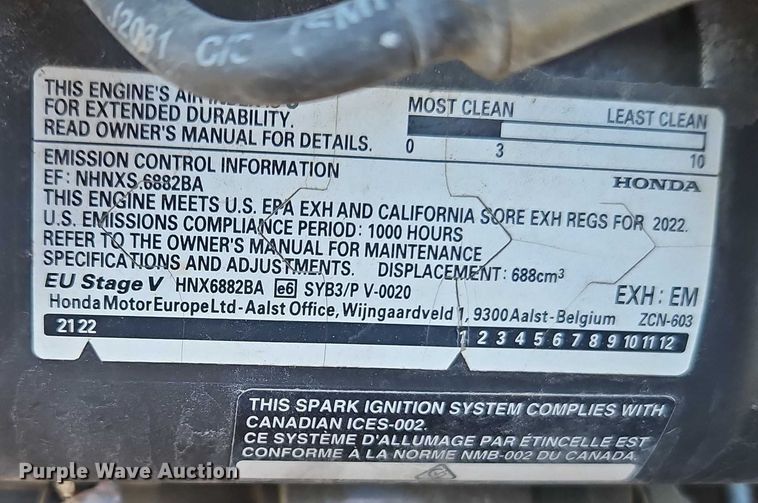 12031 C/C
THIS ENGINE'S AIR INDEX IS 3
FOR EXTENDED DURABILITY.
READ OWNER'S MANUAL FOR DETAILS.
MOST CLEAN LEAST CLEAN
0 3 10
EMISSION CONTROL INFORMATION
HONDA
EF: NHNXS.6882BA
THIS ENGINE MEETS U.S. EPA EXH AND CALIFORNIA SORE EXH REGS FOR 2022.
U.S. EMISSIONS COMPLIANCE PERIOD: 1000 HOURS
REFER TO THE OWNER'S MANUAL FOR MAINTENANCE
SPECIFICATIONS AND ADJUSTMENTS. DISPLACEMENT: 688cm³
EU Stage V HNX6882BA e6 SYB3/P V-0020 EXH: EM
Honda Motor Europe Ltd - Aalst Office, Wijngaardveld 1, 9300 Aalst - Belgium ZCN-603
21 22 1 2 3 4 5 6 7 8 9 10 11 12
THIS SPARK IGNITION SYSTEM COMPLIES WITH
CANADIAN ICES-002.
CE SYSTÈME D'ALLUMAGE PAR ÉTINCELLE EST
CONFORME À LA NORME NMB-002 DU CANADA.
Purple Wave Auction